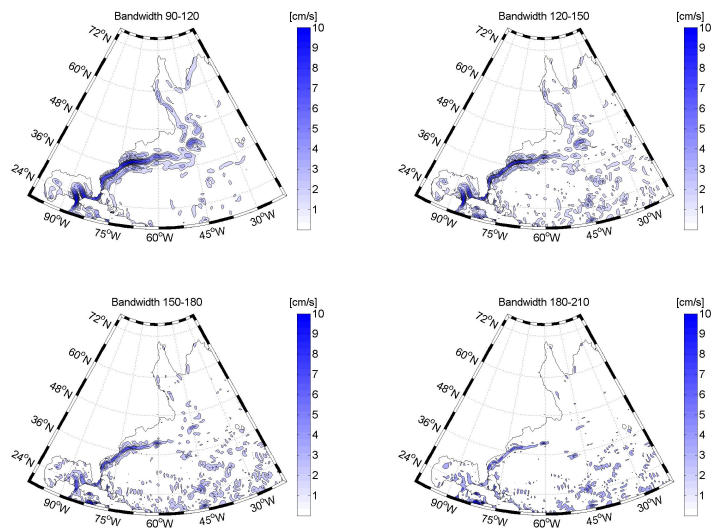 Bandwidth 90-120
[cm/s]
10
9
8
7
6
5
4
3
2
1
72°N
60°N
48°N
36°N
24°N
90°W
75°W
60°W
45°W
30°W
Bandwidth 120-150
[cm/s]
10
9
8
7
6
5
4
3
2
1
72°N
60°N
48°N
36°N
24°N
90°W
75°W
60°W
45°W
30°W
Bandwidth 150-180
[cm/s]
10
9
8
7
6
5
4
3
2
1
72°N
60°N
48°N
36°N
24°N
90°W
75°W
60°W
45°W
30°W
Bandwidth 180-210
[cm/s]
10
9
8
7
6
5
4
3
2
1
72°N
60°N
48°N
36°N
24°N
90°W
75°W
60°W
45°W
30°W